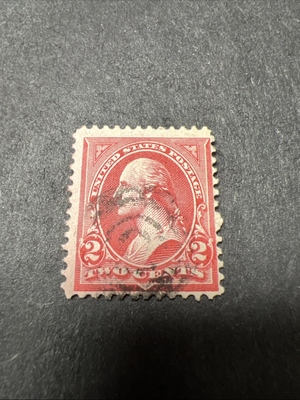 UNITED STATES POSTAGE
2 2
TWO CENTS